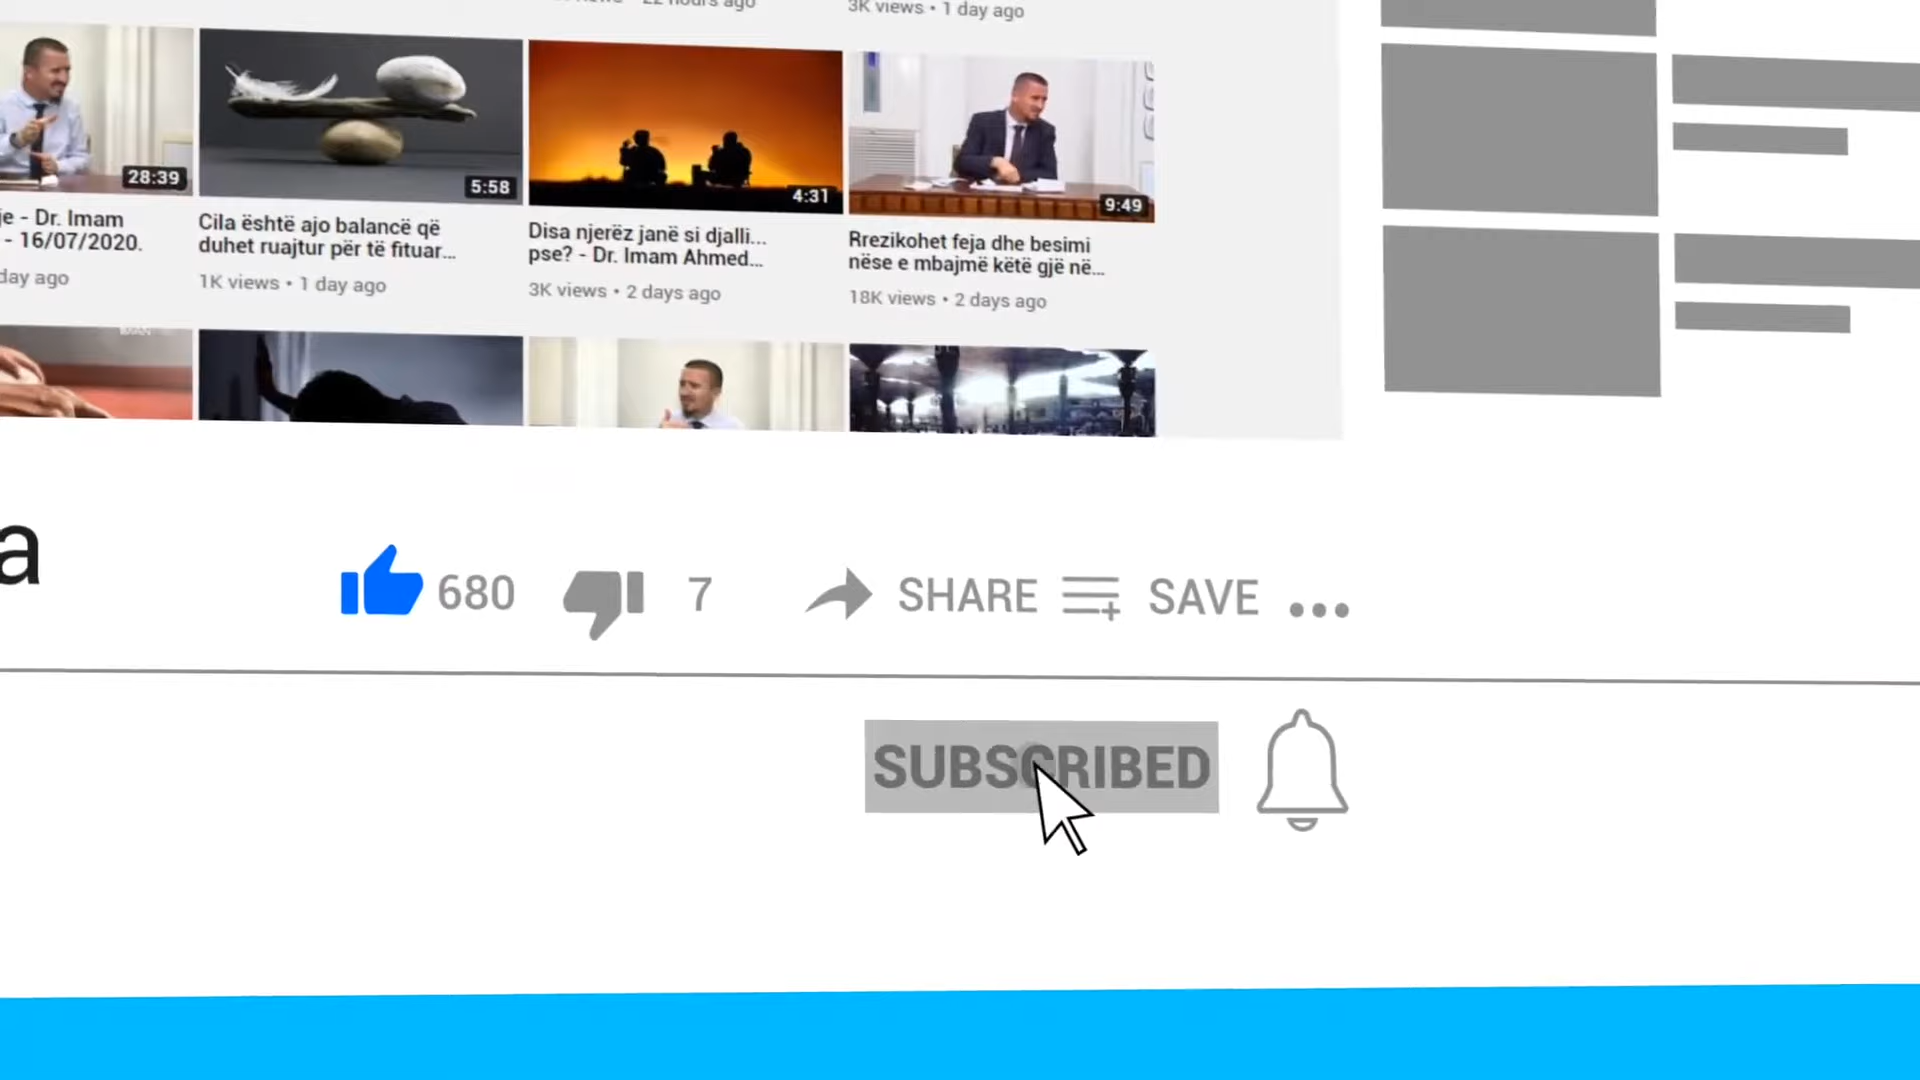 hours ago
3K views • 1 day ago
28:39
5:58
4:31
9:49
je - Dr. Imam
- 16/07/2020.
day ago
Cila është ajo balancë që
duhet ruajtur për të fituar...
1K views • 1 day ago
Disa njerëz janë si djalli...
pse? - Dr. Imam Ahmed...
3K views • 2 days ago
Rrezikohet feja dhe besimi
nëse e mbajmë këtë gjë në...
18K views • 2 days ago
a
680
7
SHARE
SAVE
SUBSCRIBED